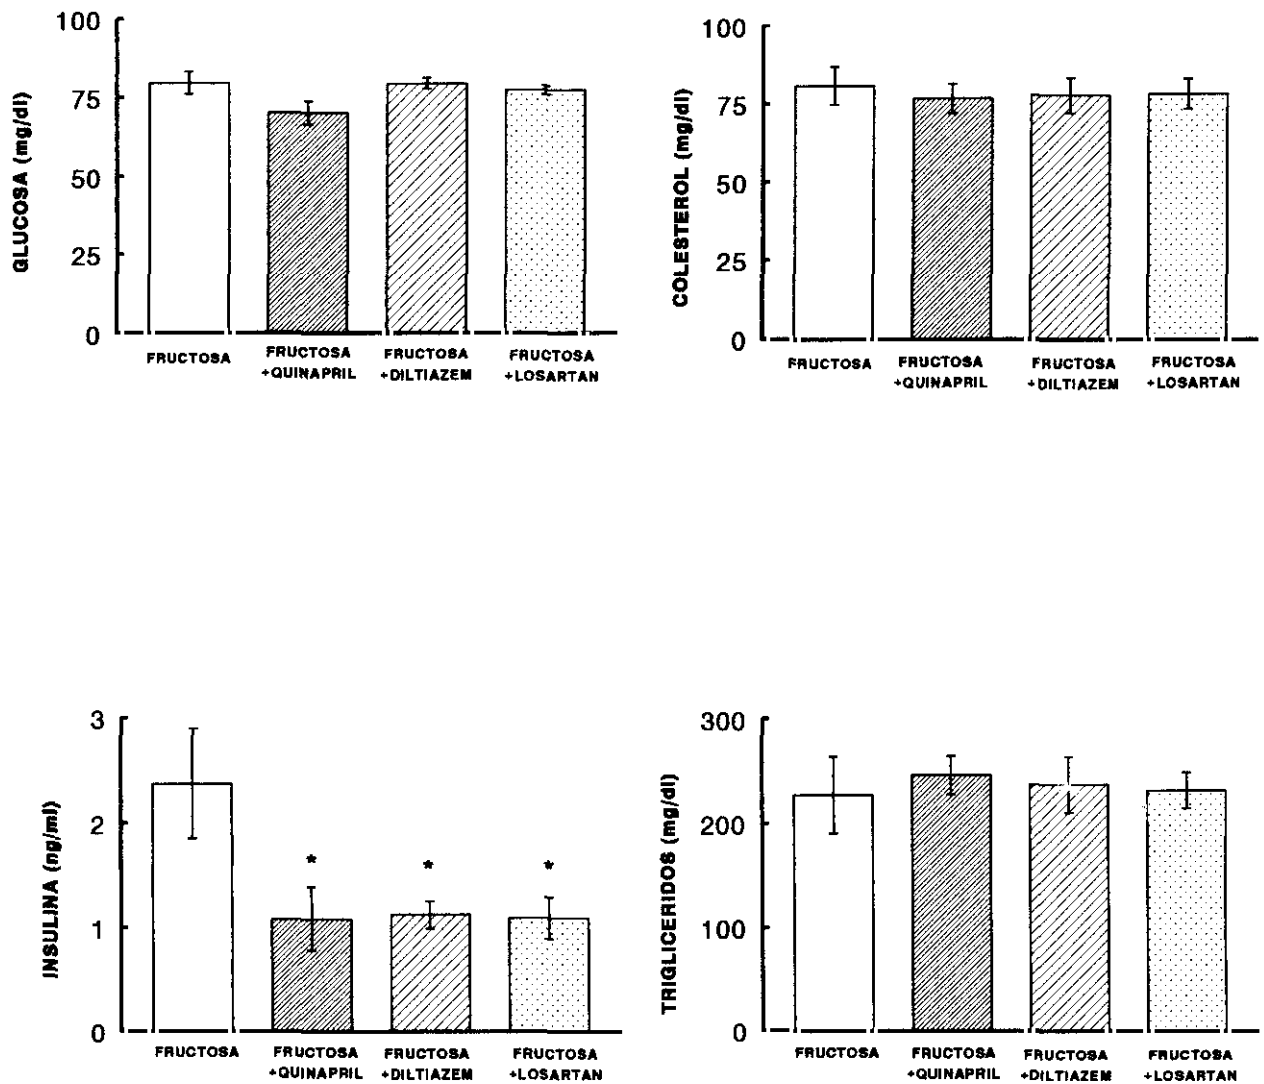 100
75
50
25
0
GLUCOSA (mg/dl)
FRUCTOSA
FRUCTOSA
+QUINAPRIL
FRUCTOSA
+DILTIAZEM
FRUCTOSA
+LOSARTAN
100
75
50
25
0
COLESTEROL (mg/dl)
FRUCTOSA
FRUCTOSA
+QUINAPRIL
FRUCTOSA
+DILTIAZEM
FRUCTOSA
+LOSARTAN
3
2
1
0
INSULINA (ng/ml)
*
*
*
FRUCTOSA
FRUCTOSA
+QUINAPRIL
FRUCTOSA
+DILTIAZEM
FRUCTOSA
+LOSARTAN
300
200
100
0
TRIGLICERIDOS (mg/dl)
FRUCTOSA
FRUCTOSA
+QUINAPRIL
FRUCTOSA
+DILTIAZEM
FRUCTOSA
+LOSARTAN